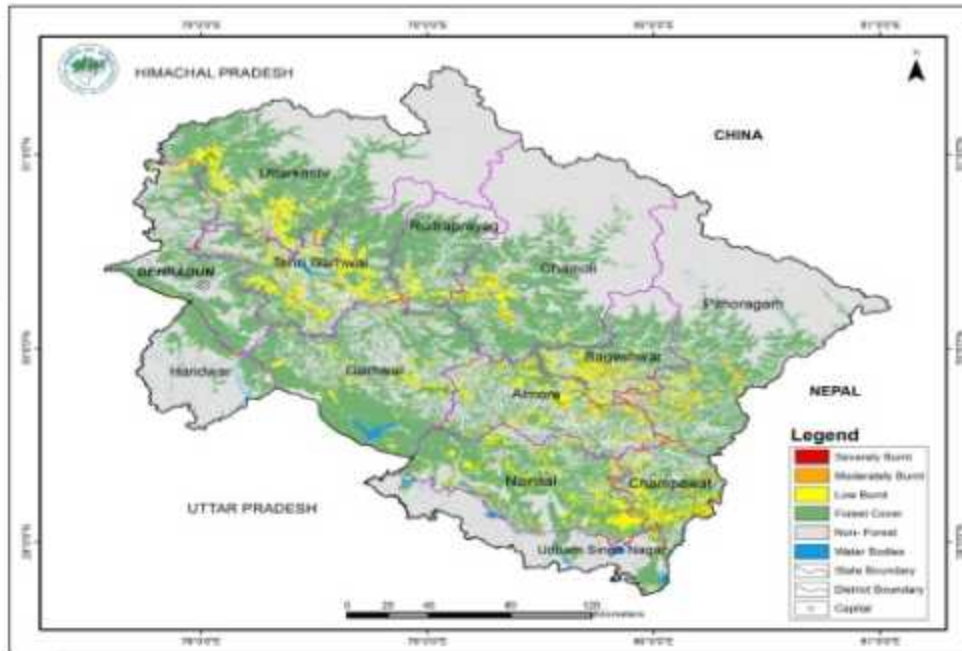 HIMACHAL PRADESH
CHINA
Uttarkashi
Rudraprayag
Tehri Garhwal
DEHRADUN
Chamoli
Pithoragarh
Bageshwar
Haridwar
Garhwal
Almora
NEPAL
Nanital
Champawat
UTTAR PRADESH
Udham Singh Nagar
Legend
Severely Burnt
Moderately Burnt
Low Burnt
Forest Cover
Non- Forest
Water Bodies
State Boundary
District Boundary
Capital
0 20 40 80 120
Kilometers